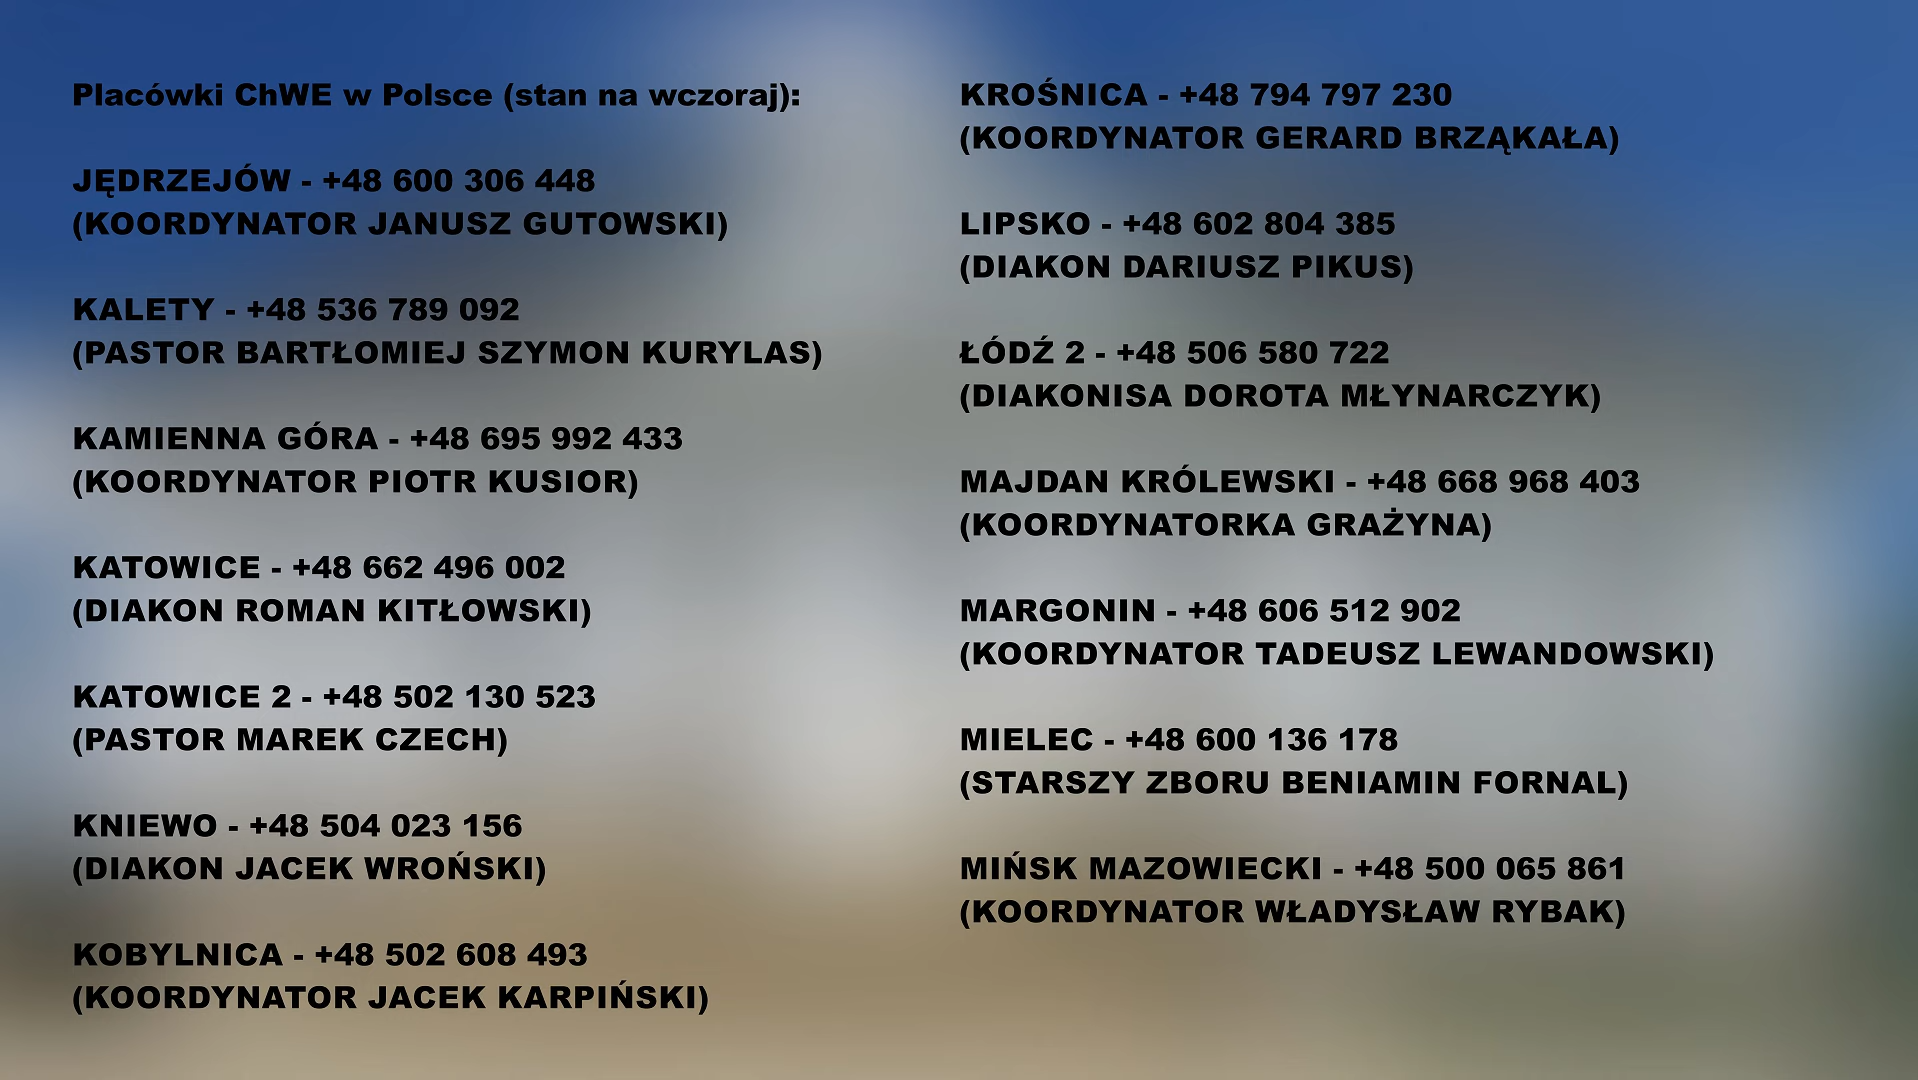 Placówki ChWE w Polsce (stan na wczoraj):
JĘDRZEJÓW - +48 600 306 448
(KOORDYNATOR JANUSZ GUTOWSKI)
KALETY - +48 536 789 092
(PASTOR BARTŁOMIEJ SZYMON KURYLAS)
KAMIENNA GÓRA - +48 695 992 433
(KOORDYNATOR PIOTR KUSIOR)
KATOWICE - +48 662 496 002
(DIAKON ROMAN KITŁOWSKI)
KATOWICE 2 - +48 502 130 523
(PASTOR MAREK CZECH)
KNIEWO - +48 504 023 156
(DIAKON JACEK WROŃSKI)
KOBYLNICA - +48 502 608 493
(KOORDYNATOR JACEK KARPIŃSKI)
KROŚNICA - +48 794 797 230
(KOORDYNATOR GERARD BRZĄKAŁA)
LIPSKO - +48 602 804 385
(DIAKON DARIUSZ PIKUS)
ŁÓDŹ 2 - +48 506 580 722
(DIAKONISA DOROTA MŁYNARCZYK)
MAJDAN KRÓLEWSKI - +48 668 968 403
(KOORDYNATORKA GRAŻYNA)
MARGONIN - +48 606 512 902
(KOORDYNATOR TADEUSZ LEWANDOWSKI)
MIELEC - +48 600 136 178
(STARSZY ZBORU BENIAMIN FORNAL)
MIŃSK MAZOWIECKI - +48 500 065 861
(KOORDYNATOR WŁADYSŁAW RYBAK)